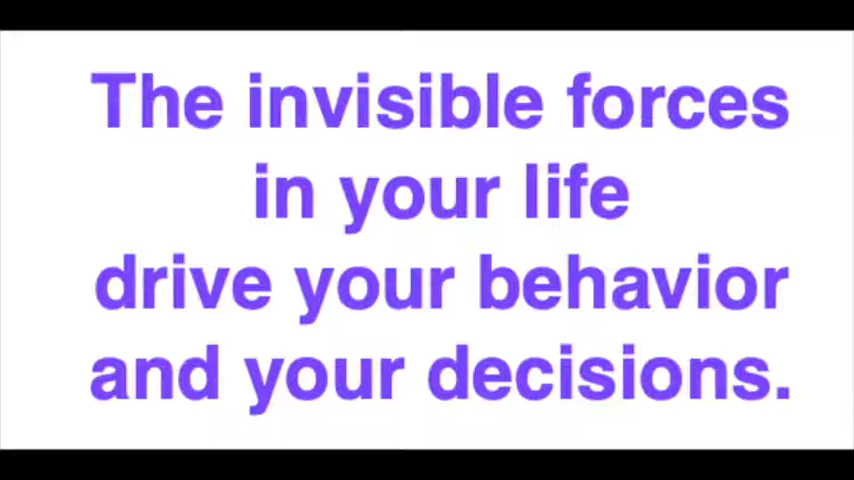 The invisible forces
in your life
drive your behavior
and your decisions.